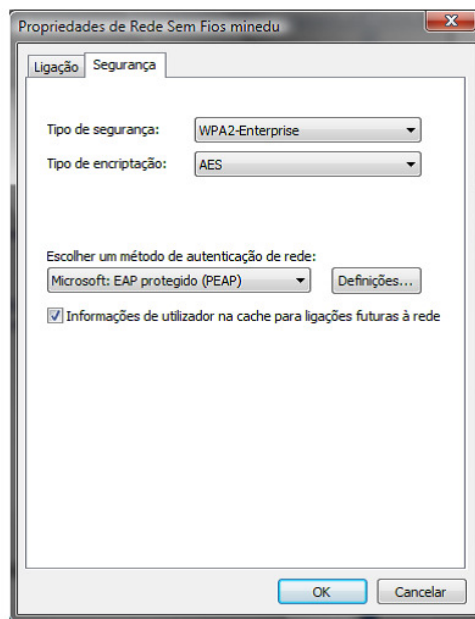 Propriedades de Rede Sem Fios minedu
Ligação Segurança
Tipo de segurança: WPA2-Enterprise
Tipo de encriptação: AES
Escolher um método de autenticação de rede:
Microsoft: EAP protegido (PEAP) Definições...
Informações de utilizador na cache para ligações futuras à rede
OK Cancelar